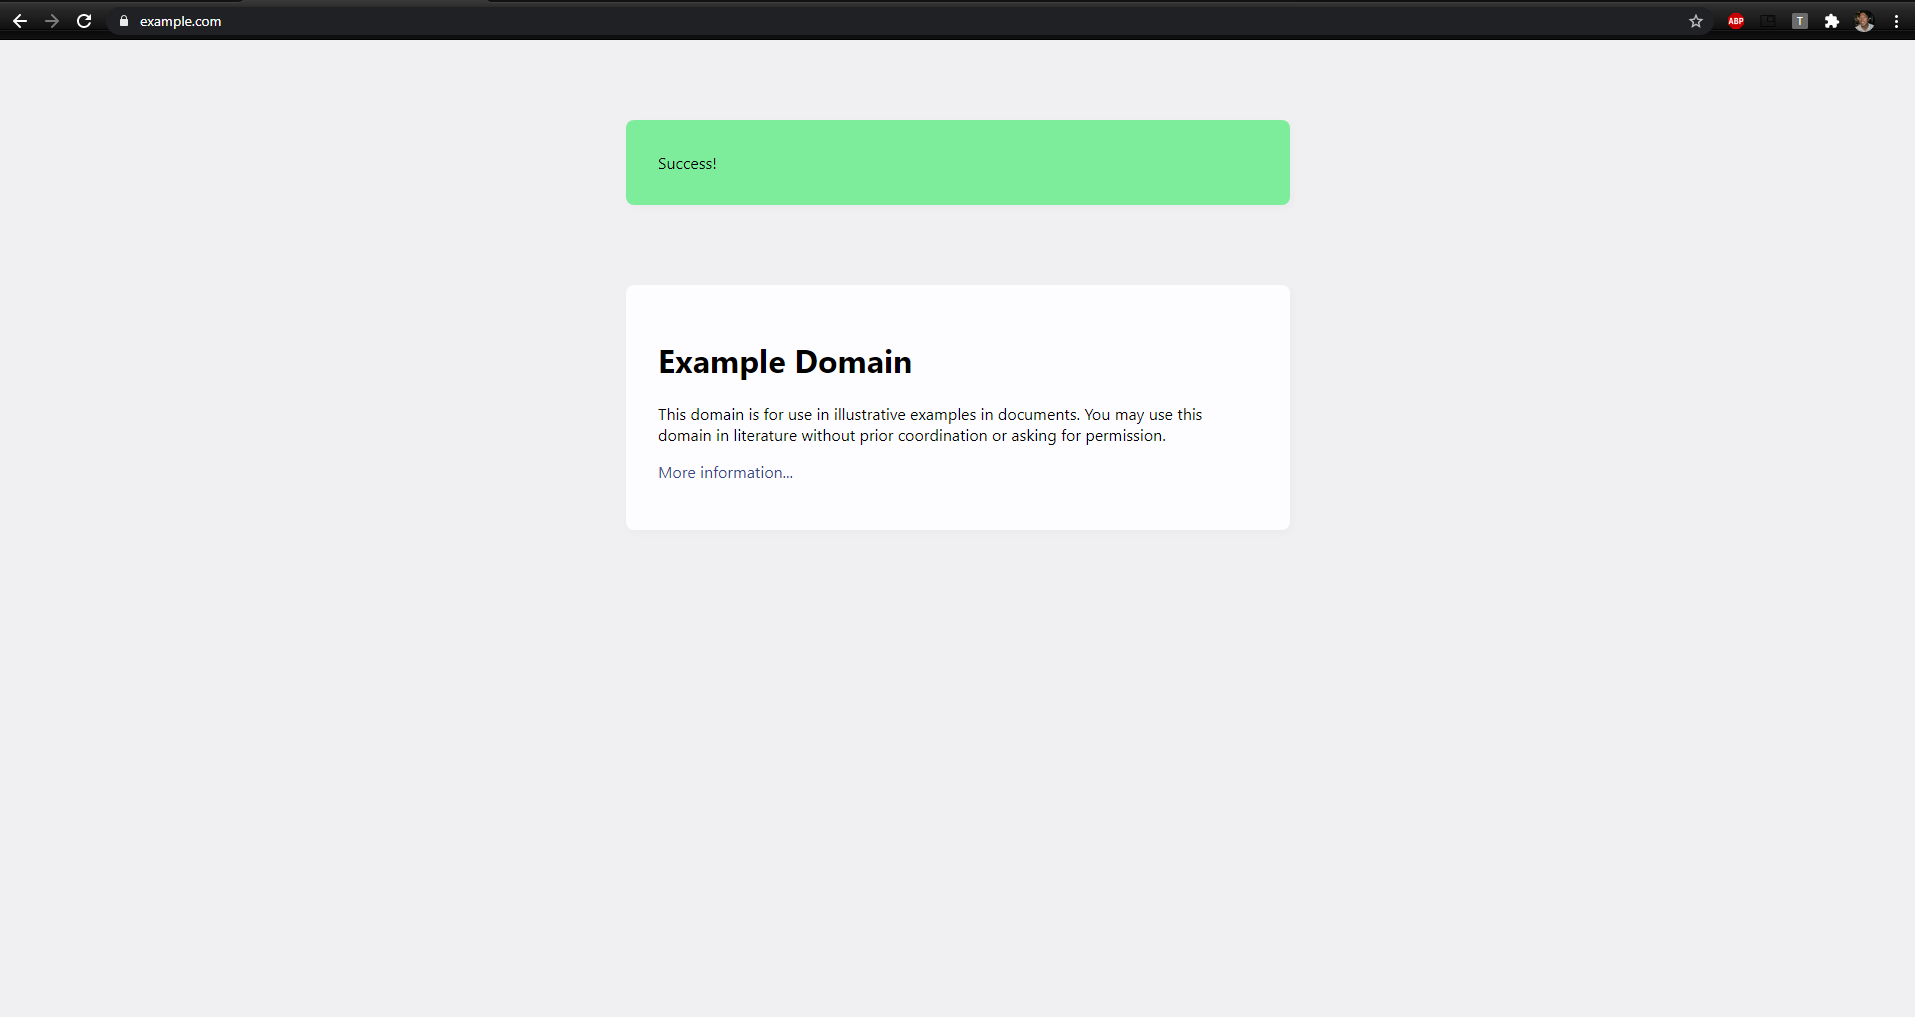 example.com
ABP
T
Success!
Example Domain
This domain is for use in illustrative examples in documents. You may use this
domain in literature without prior coordination or asking for permission.
More information...